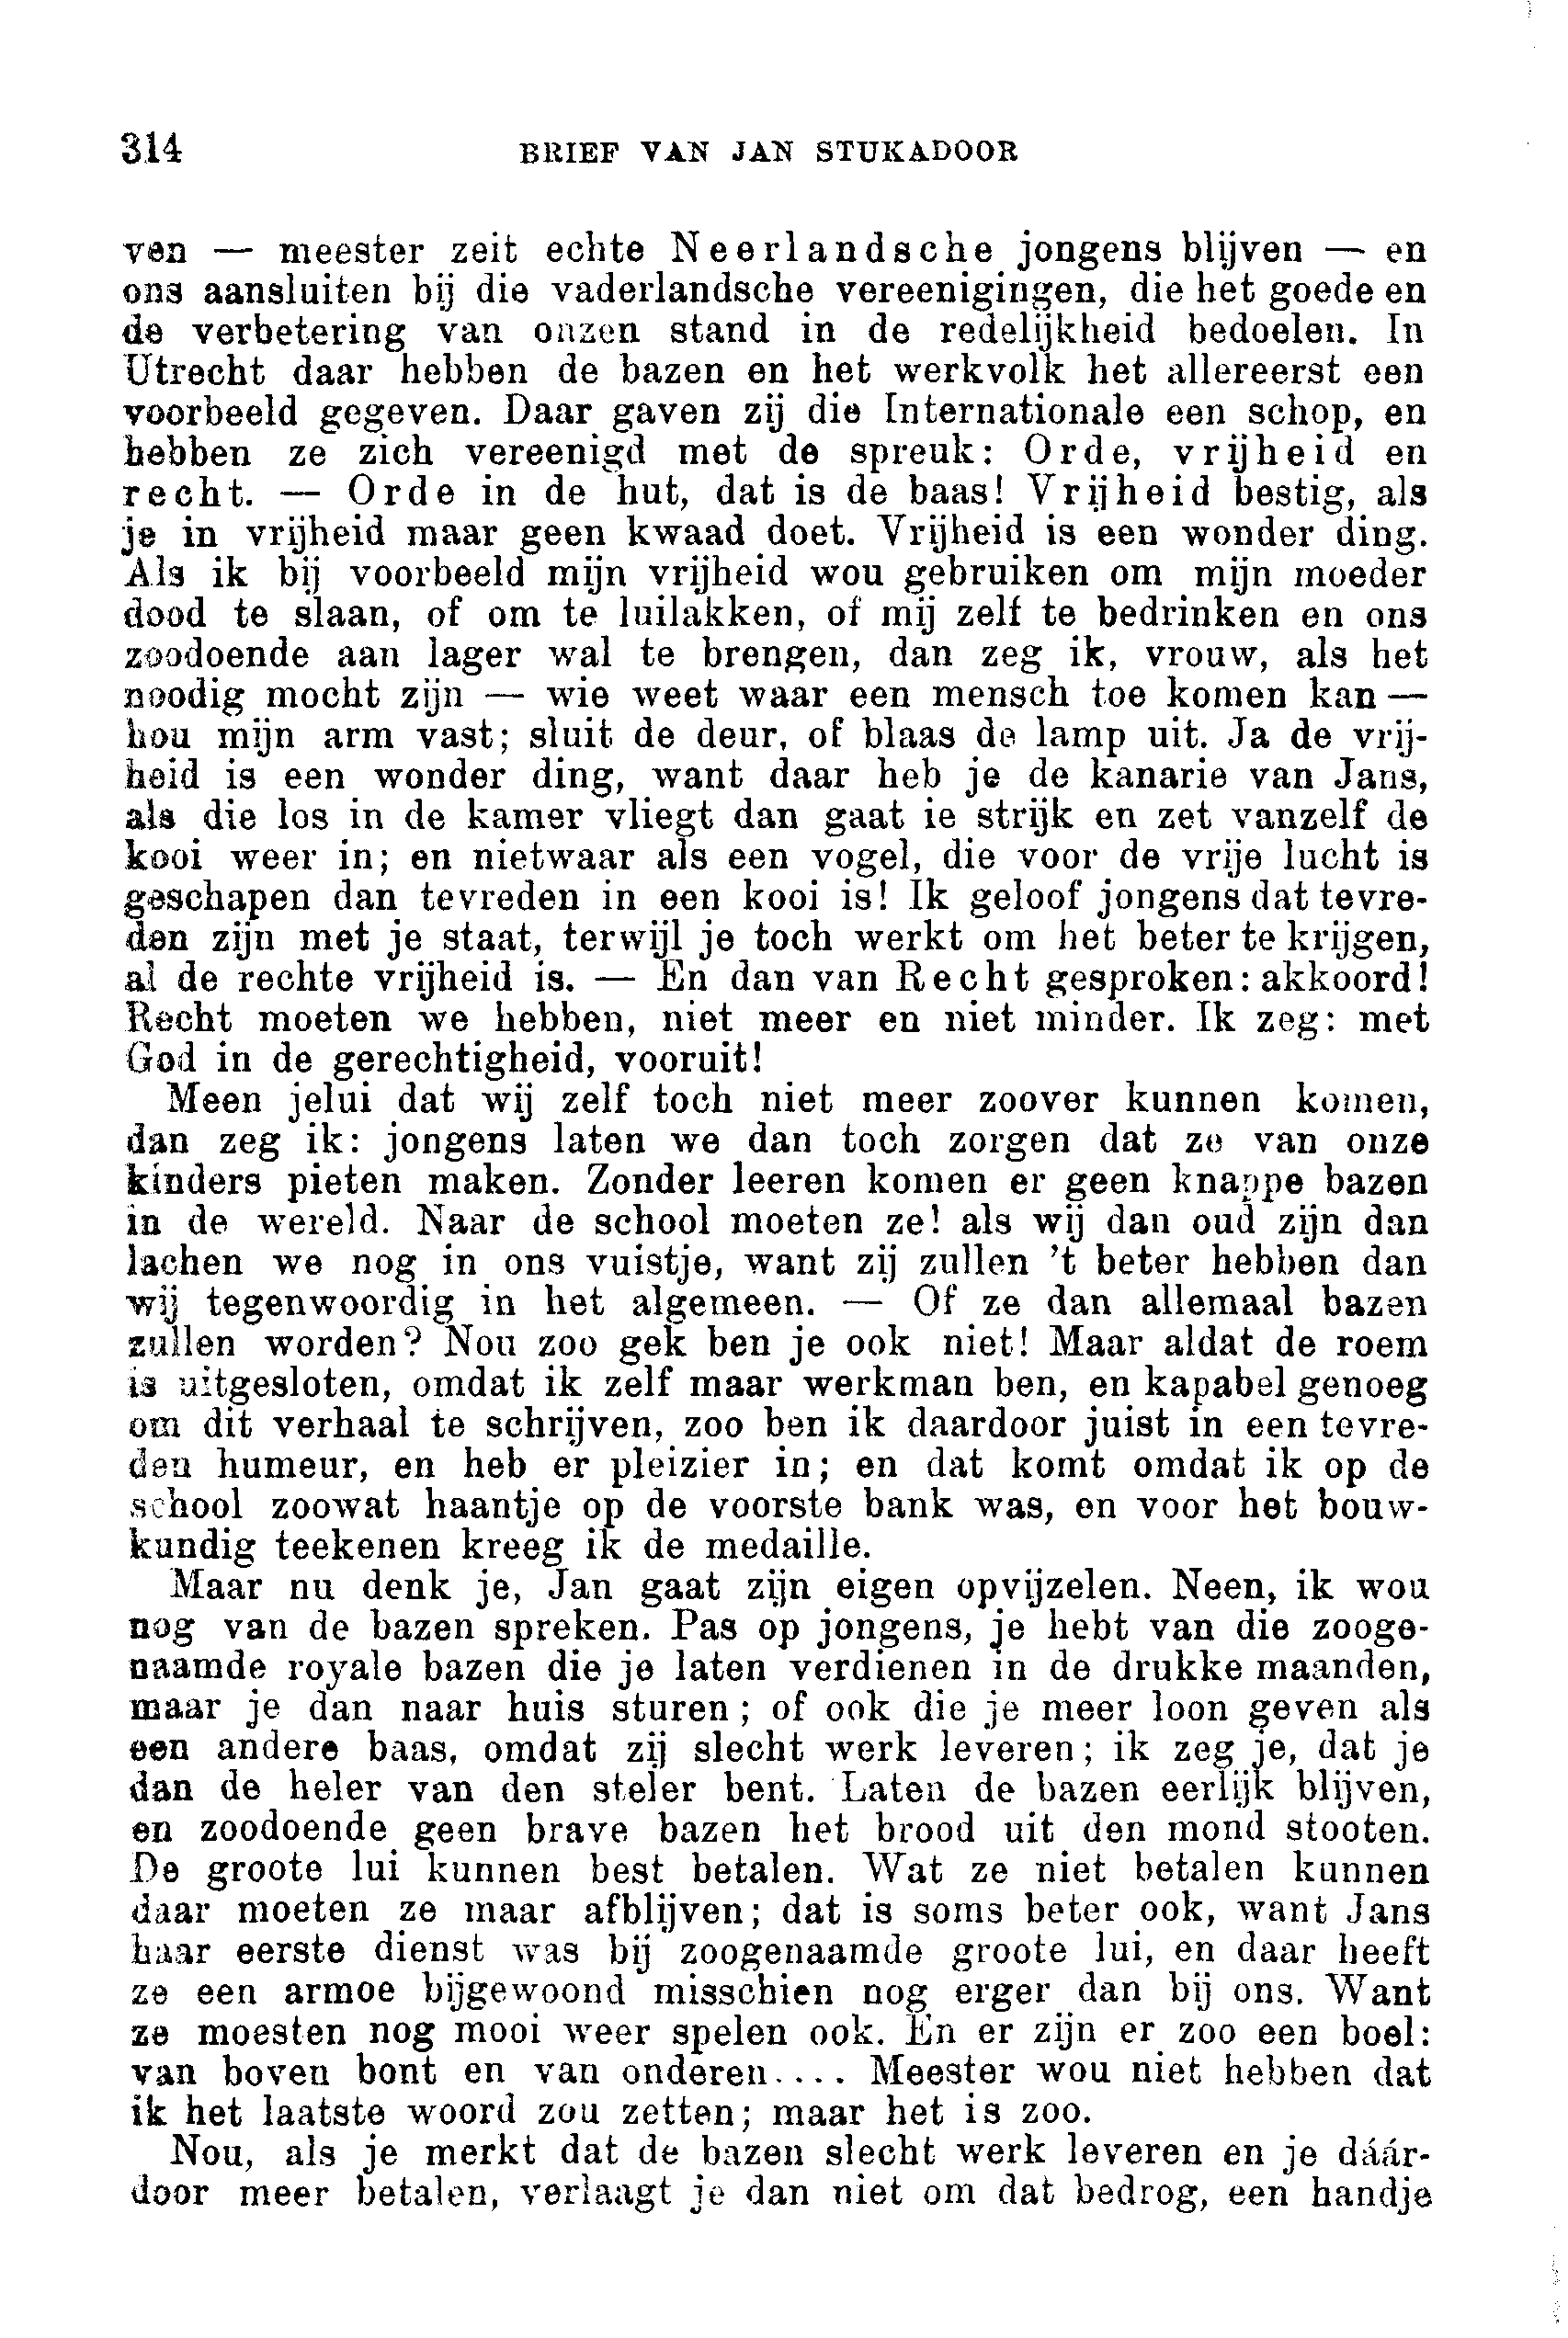 314 BRIEF VAN JAN STUKADOOR
ven — meester zeit echte Neerlandsche jongens blijven — en
ons aansluiten bij die vaderlandsche vereenigingen, die het goede en
de verbetering van onzen stand in de redelijkheid bedoelen. In
Utrecht daar hebben de bazen en het werkvolk het allereerst een
voorbeeld gegeven. Daar gaven zij die Internationale een schop, en
hebben ze zich vereenigd met de spreuk: Orde, vrijheid en
recht. — Orde in de hut, dat is de baas! Vrijheid bestig, als
je in vrijheid maar geen kwaad doet. Vrijheid is een wonder ding.
Als ik bij voorbeeld mijn vrijheid wou gebruiken om mijn moeder
dood te slaan, of om te luilakken, of mij zelf te bedrinken en ons
zoodoende aan lager wal te brengen, dan zeg ik, vrouw, als het
noodig mocht zijn — wie weet waar een mensch toe komen kan —
hou mijn arm vast; sluit de deur, of blaas de lamp uit. Ja de vrij-
heid is een wonder ding, want daar heb je de kanarie van Jans,
als die los in de kamer vliegt dan gaat ie strijk en zet vanzelf de
kooi weer in; en nietwaar als een vogel, die voor de vrije lucht is
geschapen dan tevreden in een kooi is! Ik geloof jongens dat tevre-
den zijn met je staat, terwijl je toch werkt om het beter te krijgen,
al de rechte vrijheid is. — En dan van Recht gesproken: akkoord!
Recht moeten we hebben, niet meer en niet minder. Ik zeg: met
God in de gerechtigheid, vooruit!
Meen jelui dat wij zelf toch niet meer zoover kunnen komen,
dan zeg ik: jongens laten we dan toch zorgen dat ze van onze
kinders pieten maken. Zonder leeren komen er geen knappe bazen
in de wereld. Naar de school moeten ze! als wij dan oud zijn dan
lachen we nog in ons vuistje, want zij zullen 't beter hebben dan
wij tegenwoordig in het algemeen. — Of ze dan allemaal bazen
zullen worden? Nou zoo gek ben je ook niet! Maar aldat de roem
is uitgesloten, omdat ik zelf maar werkman ben, en kapabel genoeg
om dit verhaal te schrijven, zoo ben ik daardoor juist in een tevre-
den humeur, en heb er pleizier in; en dat komt omdat ik op de
school zoowat haantje op de voorste bank was, en voor het bouw-
kundig teekenen kreeg ik de medaille.
Maar nu denk je, Jan gaat zijn eigen opvijzelen. Neen, ik wou
nog van de bazen spreken. Pas op jongens, je hebt van die zooge-
naamde royale bazen die je laten verdienen in de drukke maanden,
maar je dan naar huis sturen; of ook die je meer loon geven als
een andere baas, omdat zij slecht werk leveren; ik zeg je, dat je
dan de heler van den steler bent. Laten de bazen eerlijk blijven,
en zoodoende geen brave bazen het brood uit den mond stooten.
De groote lui kunnen best betalen. Wat ze niet betalen kunnen
daar moeten ze maar afblijven; dat is soms beter ook, want Jans
haar eerste dienst was bij zoogenaamde groote lui, en daar heeft
ze een armoe bijgewoond misschien nog erger dan bij ons. Want
ze moesten nog mooi weer spelen ook. En er zijn er zoo een boel:
van boven bont en van onderen.... Meester wou niet hebben dat
ik het laatste woord zou zetten; maar het is zoo.
Nou, als je merkt dat de bazen slecht werk leveren en je dáár-
door meer betalen, verlaagt je dan niet om dat bedrog, een handje